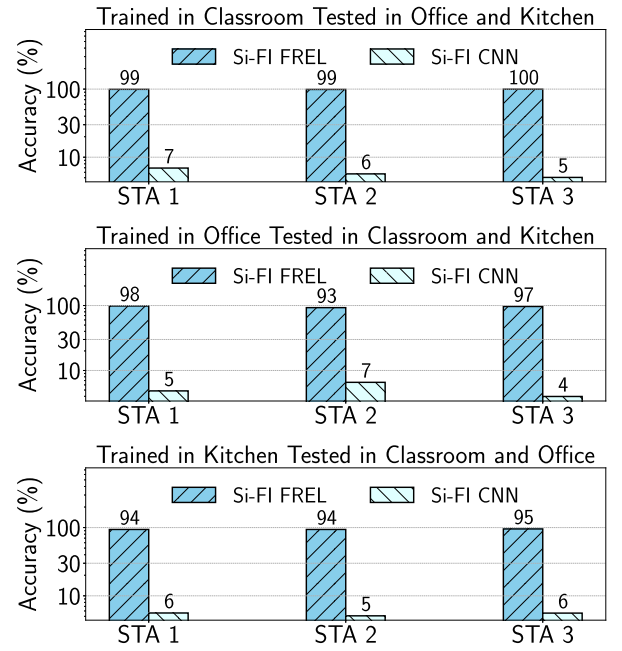 Trained in Classroom Tested in Office and Kitchen
Si-FI FREL Si-FI CNN
Accuracy (%)
100
30
10
99 7 99 6 100 5
STA 1 STA 2 STA 3
Trained in Office Tested in Classroom and Kitchen
Si-FI FREL Si-FI CNN
Accuracy (%)
100
30
10
98 5 93 7 97 4
STA 1 STA 2 STA 3
Trained in Kitchen Tested in Classroom and Office
Si-FI FREL Si-FI CNN
Accuracy (%)
100
30
10
94 6 94 5 95 6
STA 1 STA 2 STA 3